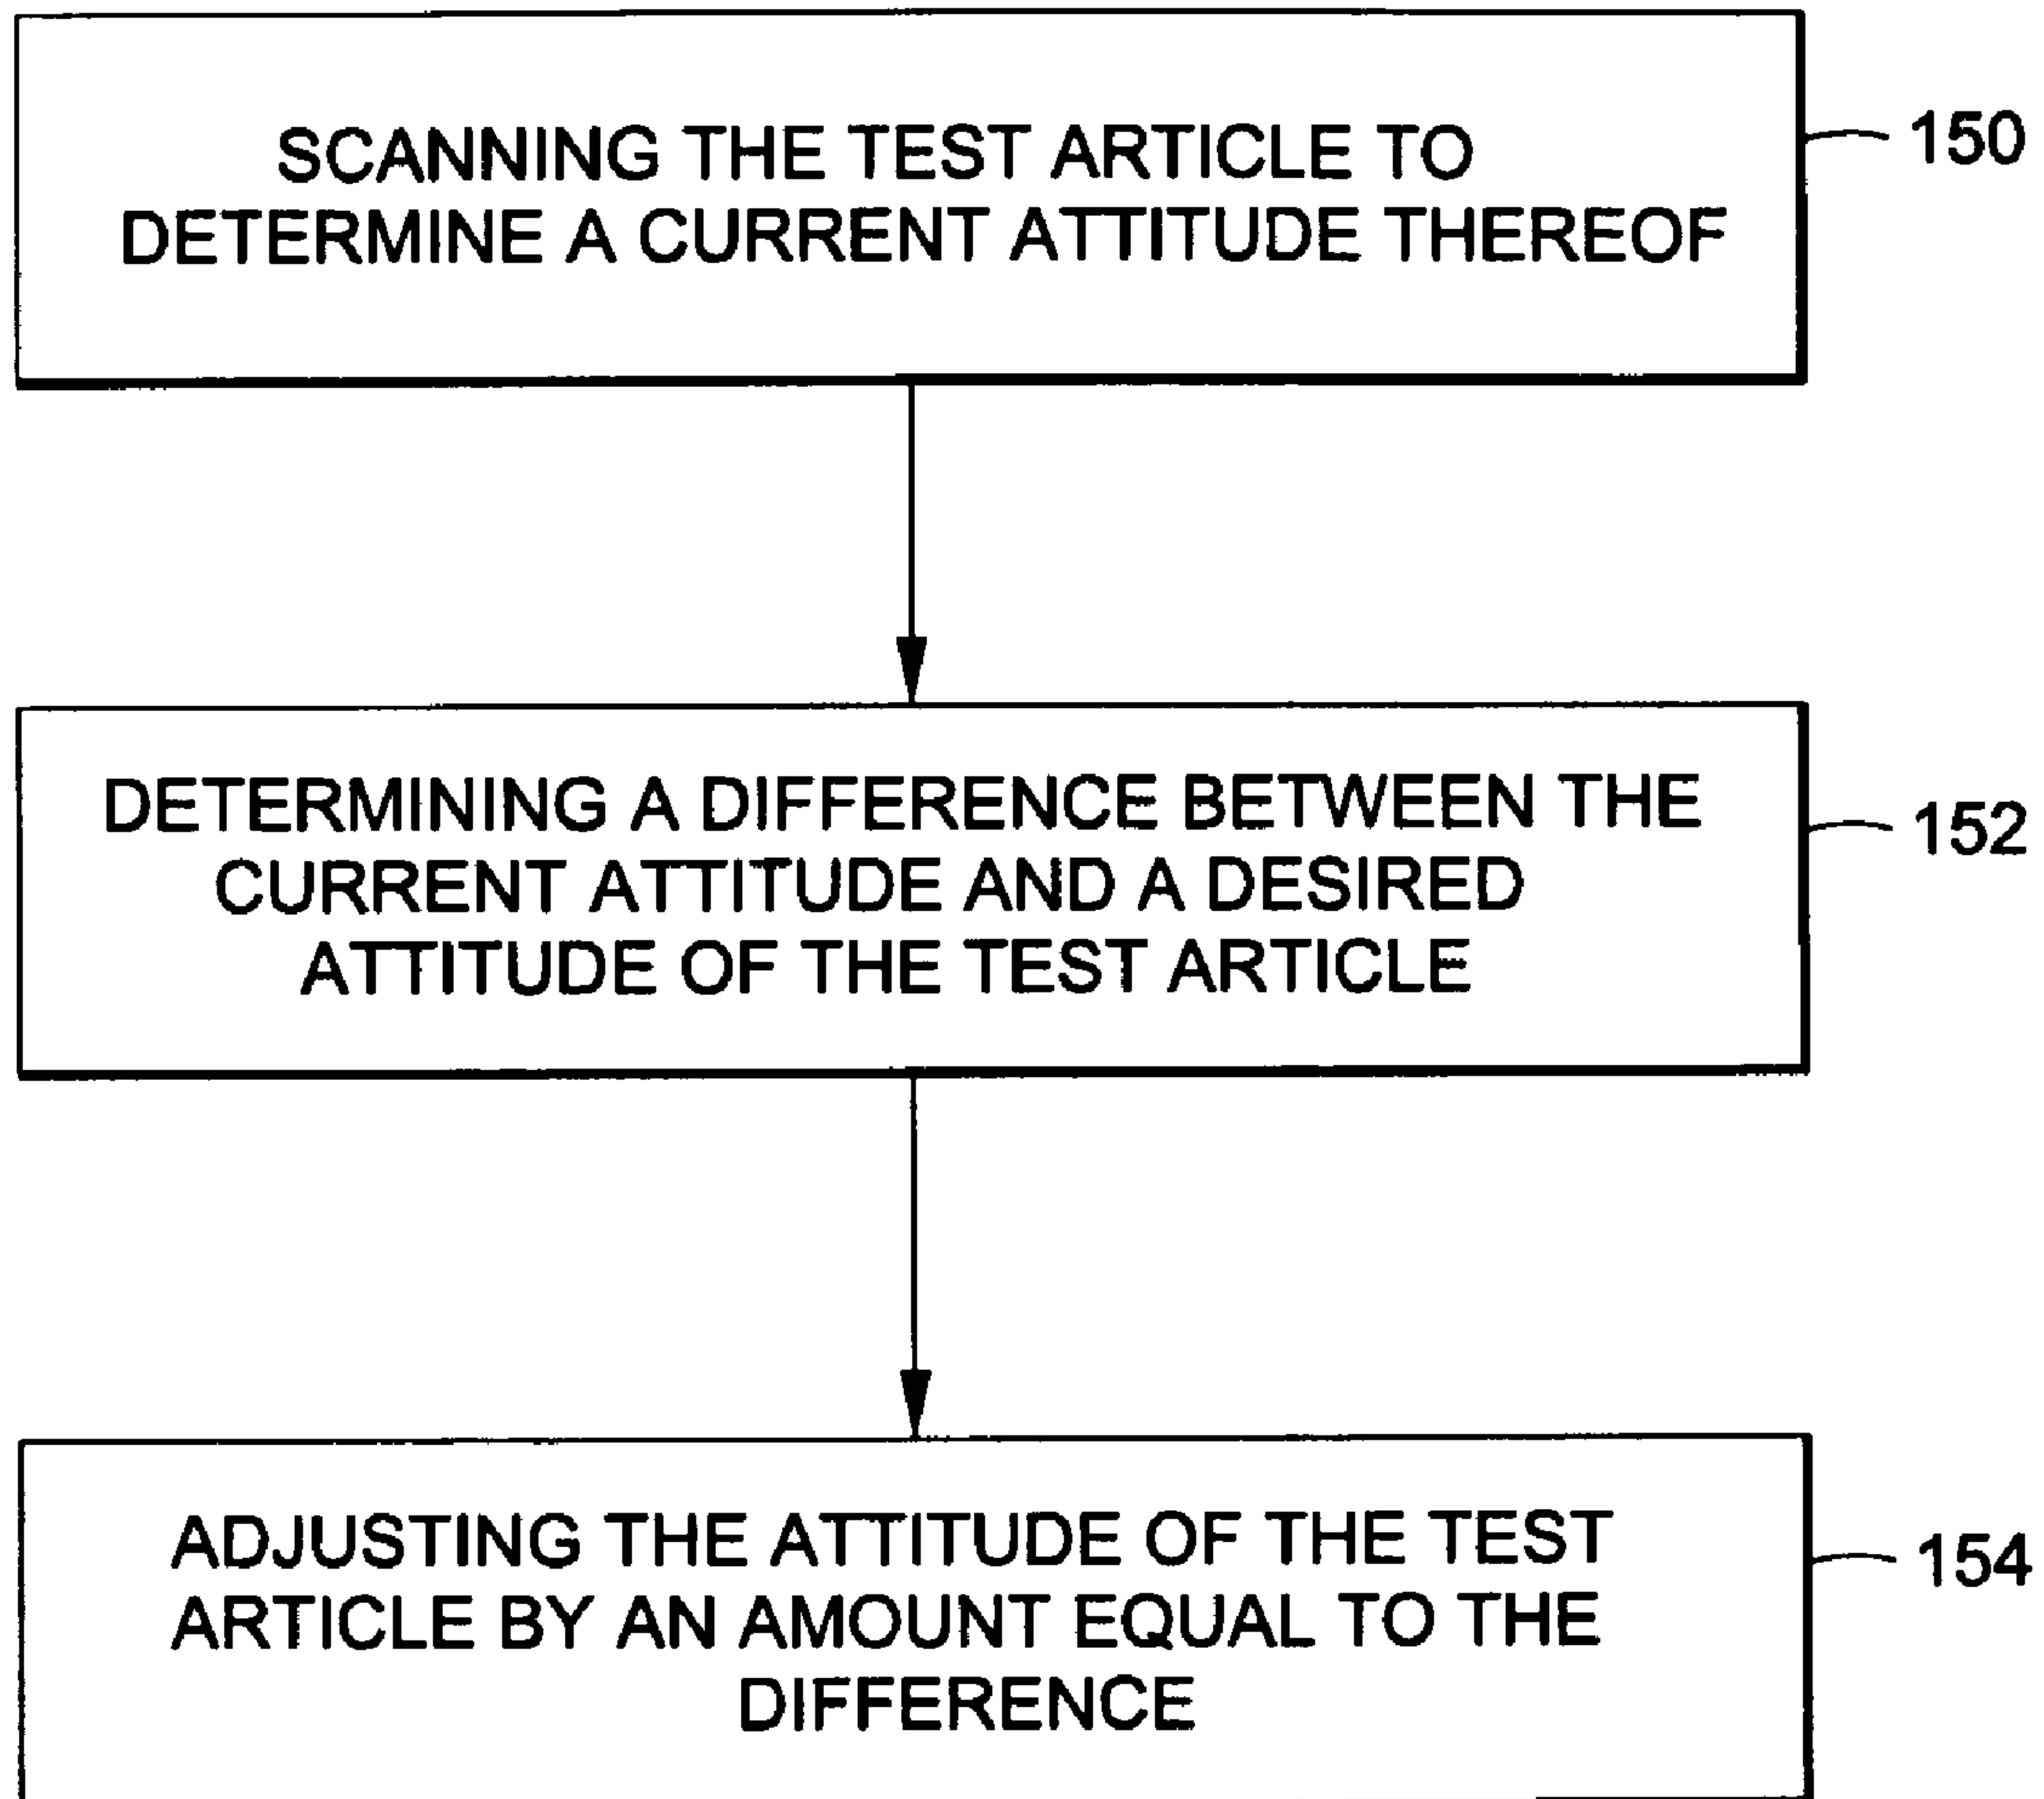 SCANNING THE TEST ARTICLE TO
DETERMINE A CURRENT ATTITUDE THEREOF
150
DETERMINING A DIFFERENCE BETWEEN THE
CURRENT ATTITUDE AND A DESIRED
ATTITUDE OF THE TEST ARTICLE
152
ADJUSTING THE ATTITUDE OF THE TEST
ARTICLE BY AN AMOUNT EQUAL TO THE
DIFFERENCE
154